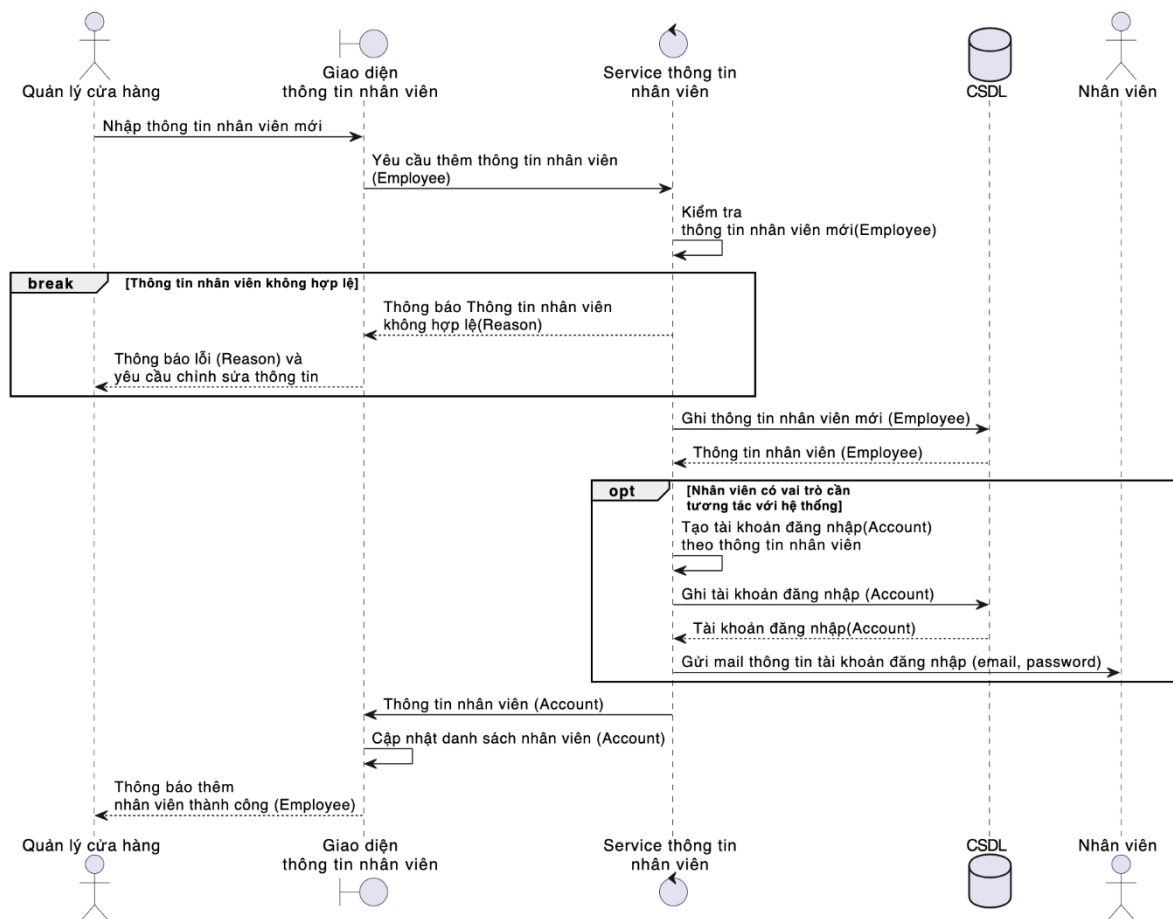 Quản lý cửa hàng
Giao diện
thông tin nhân viên
Service thông tin
nhân viên
CSDL
Nhân viên
Nhập thông tin nhân viên mới
Yêu cầu thêm thông tin nhân viên
(Employee)
Kiểm tra
thông tin nhân viên mới(Employee)
break
[Thông tin nhân viên không hợp lệ]
Thông báo Thông tin nhân viên
không hợp lệ(Reason)
Thông báo lỗi (Reason) và
yêu cầu chỉnh sửa thông tin
Ghi thông tin nhân viên mới (Employee)
Thông tin nhân viên (Employee)
opt
[Nhân viên có vai trò cần
tương tác với hệ thống]
Tạo tài khoản đăng nhập(Account)
theo thông tin nhân viên
Ghi tài khoản đăng nhập (Account)
Tài khoản đăng nhập(Account)
Gửi mail thông tin tài khoản đăng nhập (email, password)
Thông tin nhân viên (Account)
Cập nhật danh sách nhân viên (Account)
Thông báo thêm
nhân viên thành công (Employee)
Quản lý cửa hàng
Giao diện
thông tin nhân viên
Service thông tin
nhân viên
CSDL
Nhân viên